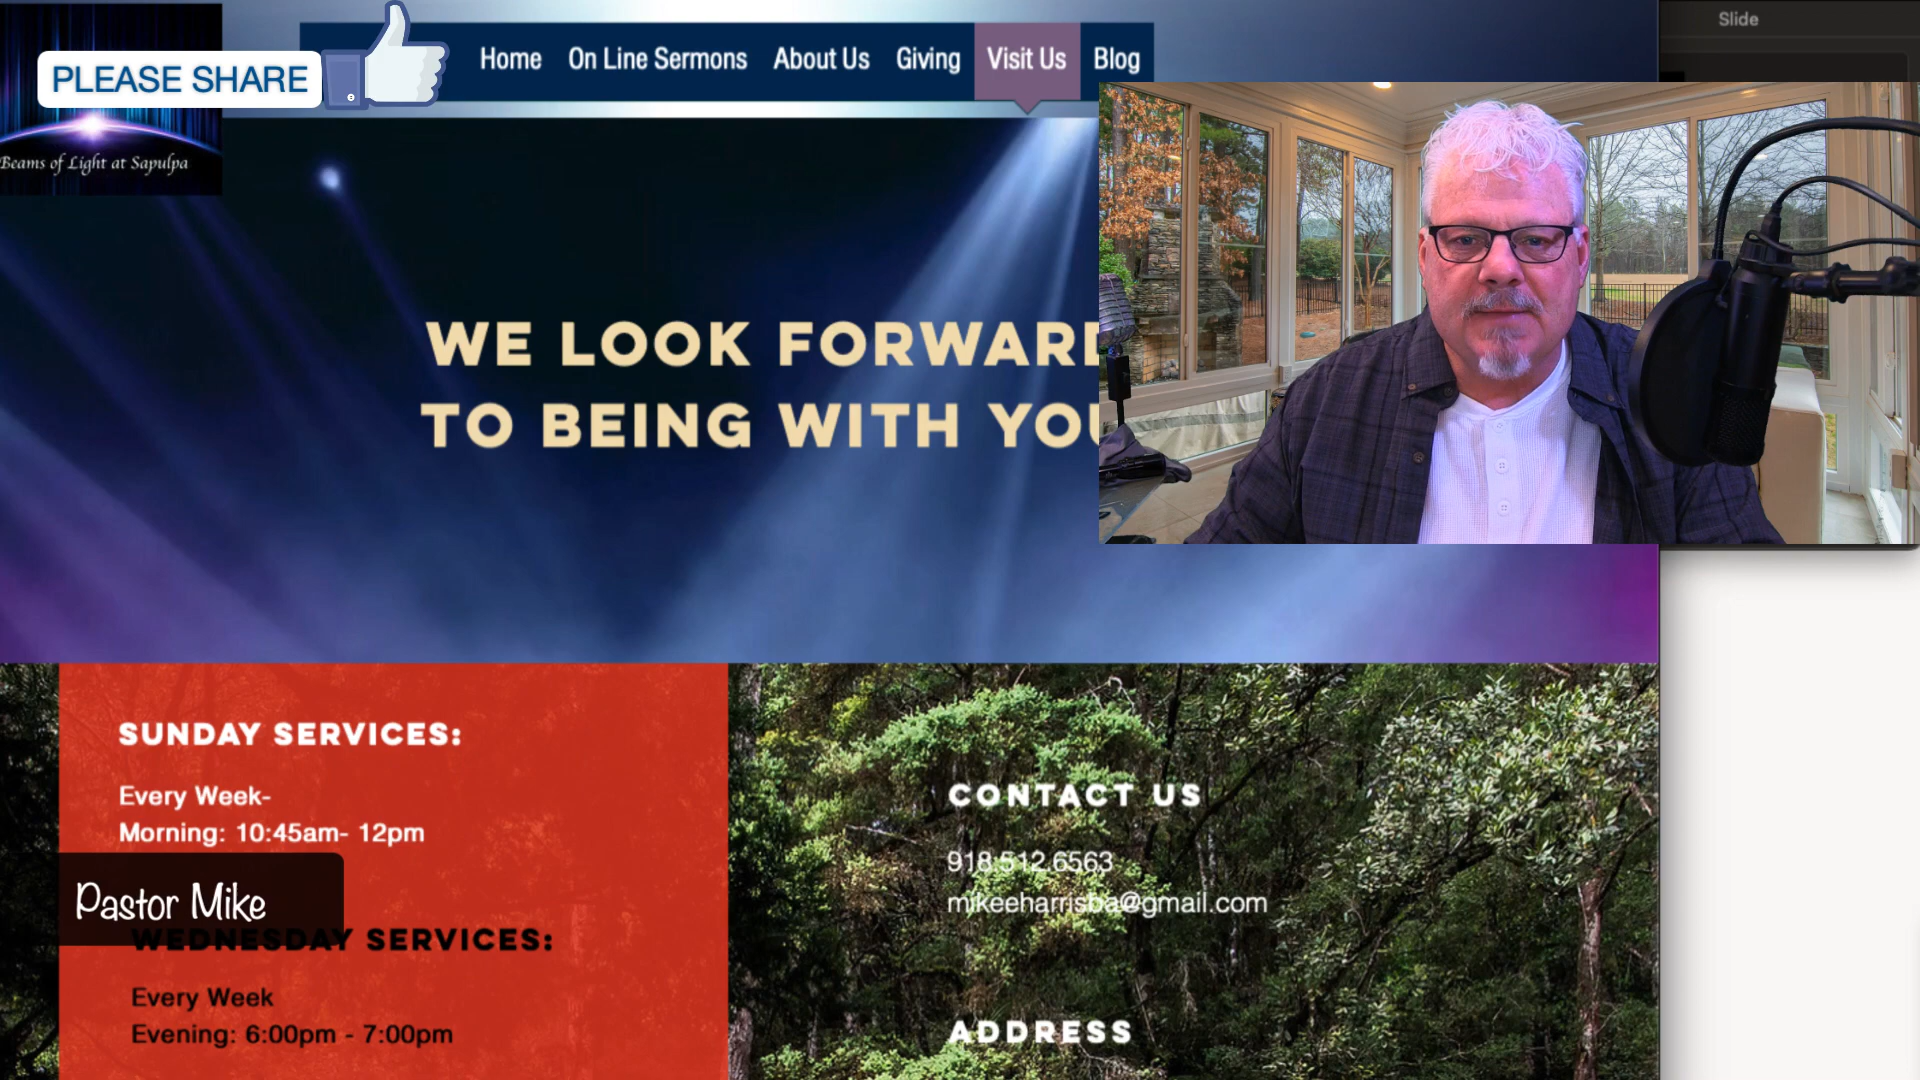 Slide
PLEASE SHARE
Home On Line Sermons About Us Giving Visit Us Blog
Beams of Light at Sapulpa
WE LOOK FORWARD
TO BEING WITH YOU
SUNDAY SERVICES:
Every Week-
Morning: 10:45am- 12pm
Pastor Mike
WEDNESDAY SERVICES:
Every Week
Evening: 6:00pm - 7:00pm
CONTACT US
918.512.6563
mikeeharrisba@gmail.com
ADDRESS